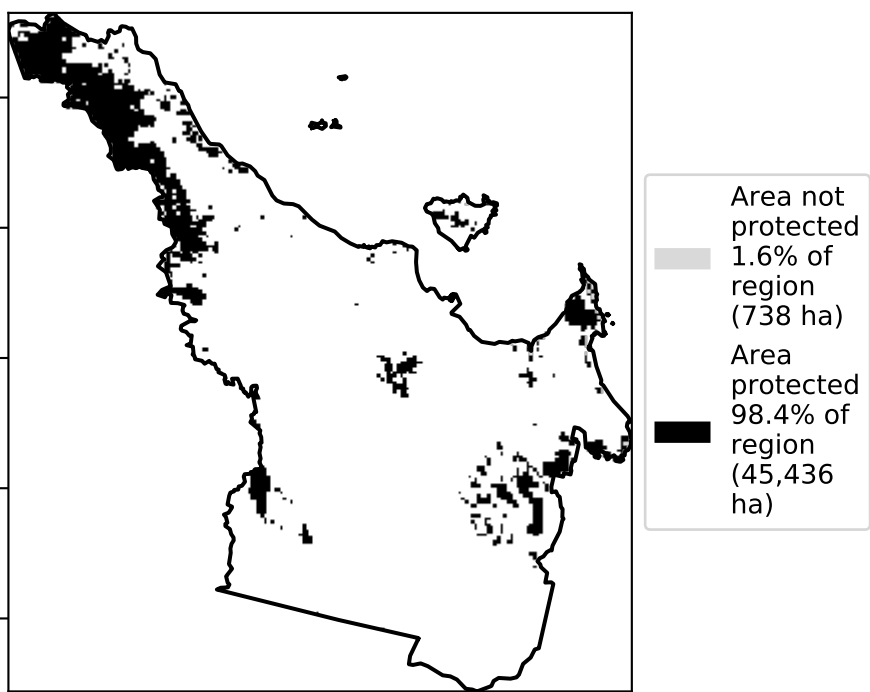 Area not
protected
1.6% of
region
(738 ha)
Area
protected
98.4% of
region
(45,436
ha)